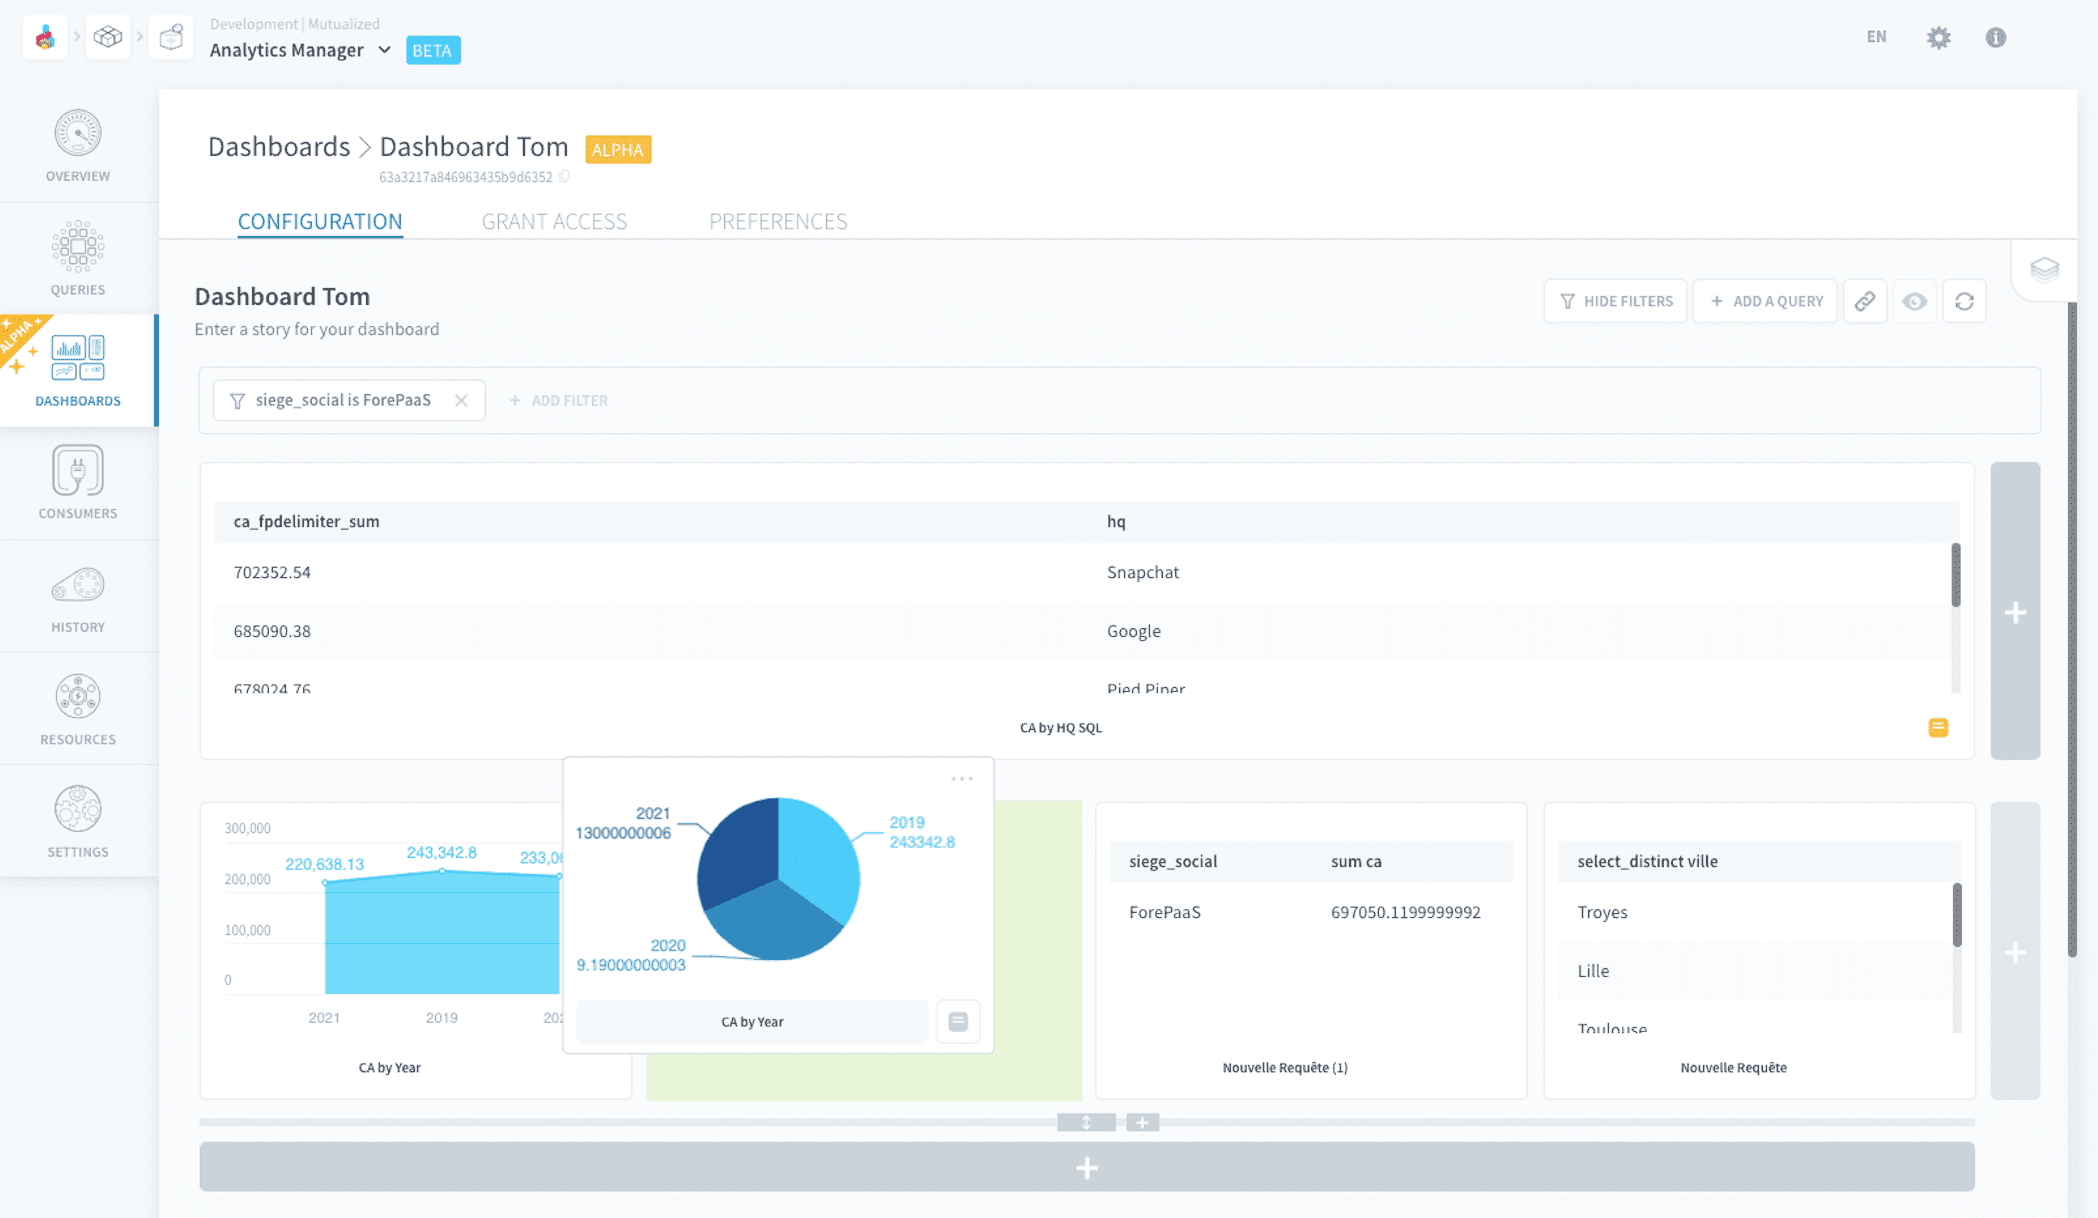 Development | Mutualized
Analytics Manager
BETA
EN
OVERVIEW
QUERIES
ALPHA
DASHBOARDS
CONSUMERS
HISTORY
RESOURCES
SETTINGS
Dashboards > Dashboard Tom ALPHA
63a3217a846963435b9d6352
CONFIGURATION GRANT ACCESS PREFERENCES
Dashboard Tom
Enter a story for your dashboard
HIDE FILTERS
+ ADD A QUERY
siege_social is ForePaaS
+ ADD FILTER
ca_fpdelimiter_sum hq
702352.54 Snapchat
685090.38 Google
678024.76 Pied Piper
CA by HQ SQL
300,000
200,000
100,000
0
220,638.13
243,342.8
233,0
2021
2019
202
CA by Year
2021
13000000006
2019
243342.8
2020
9.19000000003
CA by Year
siege_social sum ca
ForePaaS 697050.1199999992
Nouvelle Requête (1)
select_distinct ville
Troyes
Lille
Toulouse
Nouvelle Requête